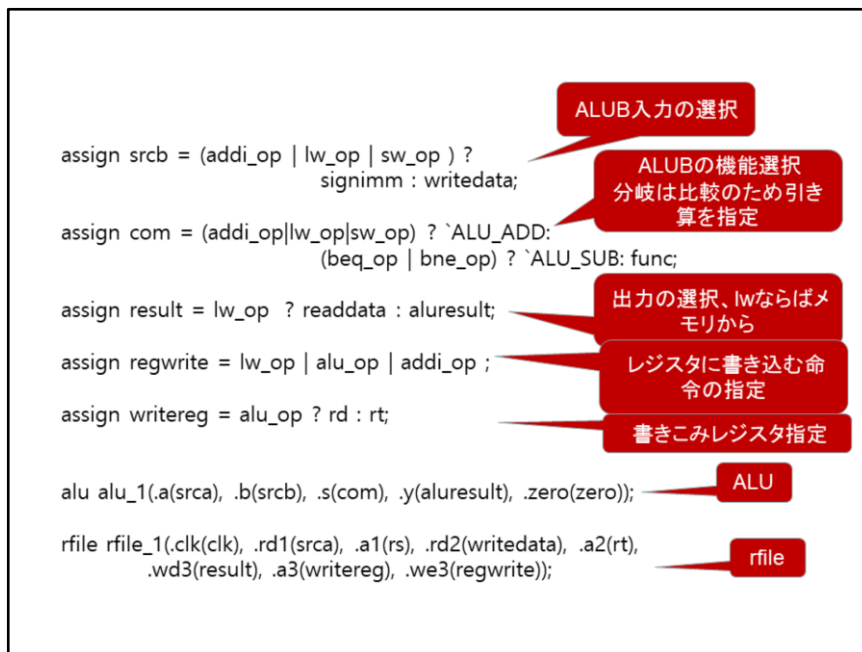 ALUB入力の選択
assign srcb = (addi_op | lw_op | sw_op ) ?
signimm : writedata;
ALUBの機能選択
分岐は比較のため引き
算を指定
assign com = (addi_op|lw_op|sw_op) ? `ALU_ADD:
(beq_op | bne_op) ? `ALU_SUB: func;
出力の選択、lwならばメ
モリから
assign result = lw_op ? readdata : aluresult;
レジスタに書き込む命
令の指定
assign regwrite = lw_op | alu_op | addi_op ;
assign writereg = alu_op ? rd : rt;
書きこみレジスタ指定
alu alu_1(.a(srca), .b(srcb), .s(com), .y(aluresult), .zero(zero));
ALU
rfile rfile_1(.clk(clk), .rd1(srca), .a1(rs), .rd2(writedata), .a2(rt),
.wd3(result), .a3(writereg), .we3(regwrite));
rfile